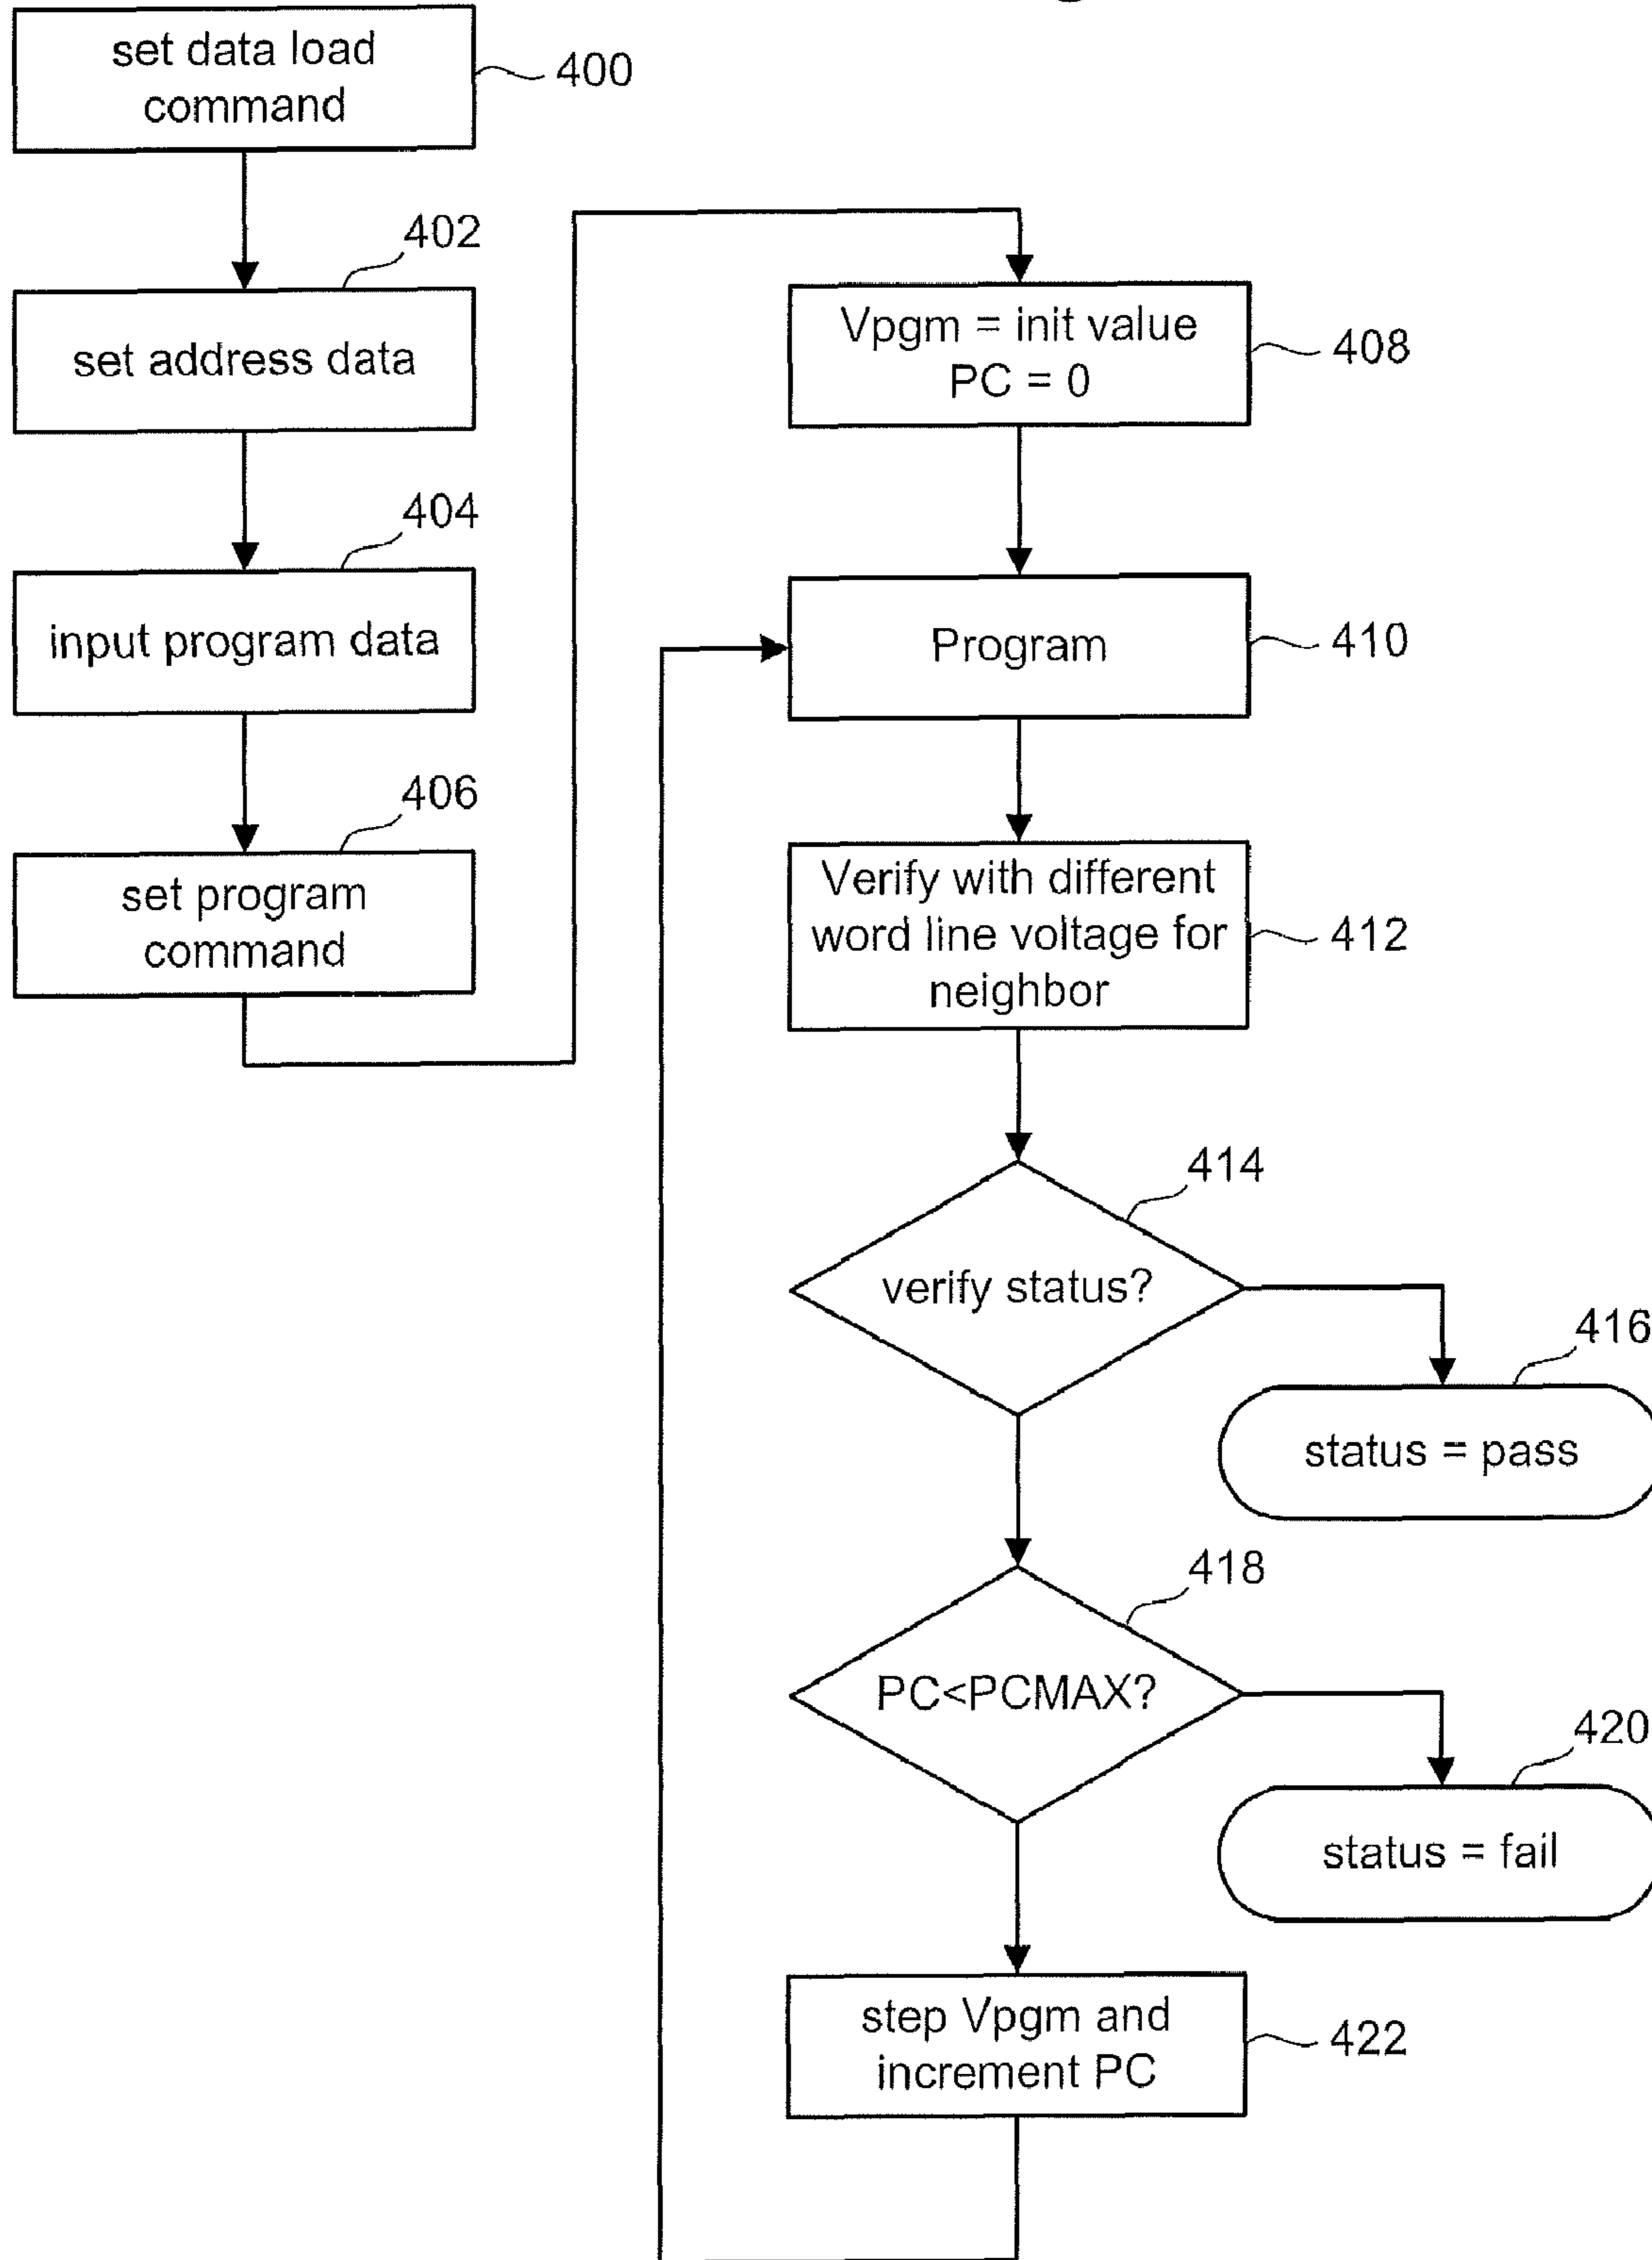 set data load
command
400
402
set address data
404
input program data
406
set program
command
Vpgm = init value
PC = 0
408
Program
410
Verify with different
word line voltage for
neighbor
412
414
verify status?
416
status = pass
418
PC<PCMAX?
420
status = fail
step Vpgm and
increment PC
422